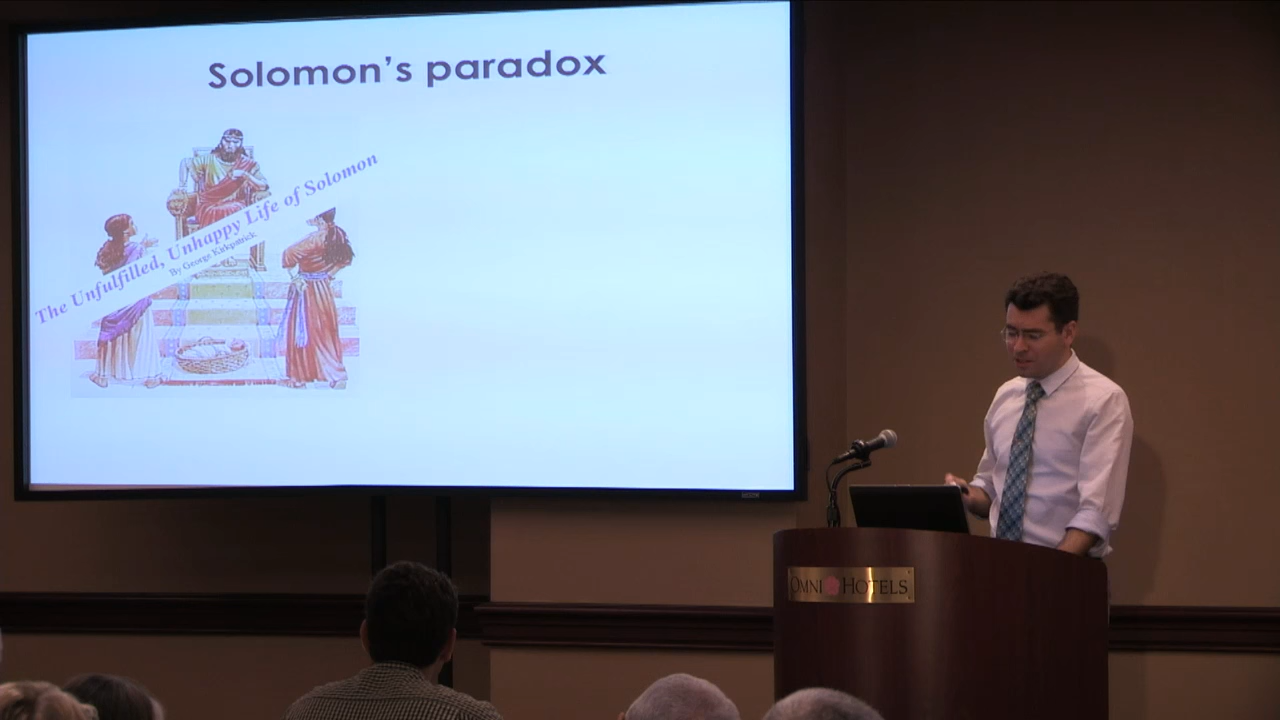 Solomon's paradox
The Unfulfilled, Unhappy Life of Solomon
By George Kirkpatrick
OMNI HOTELS